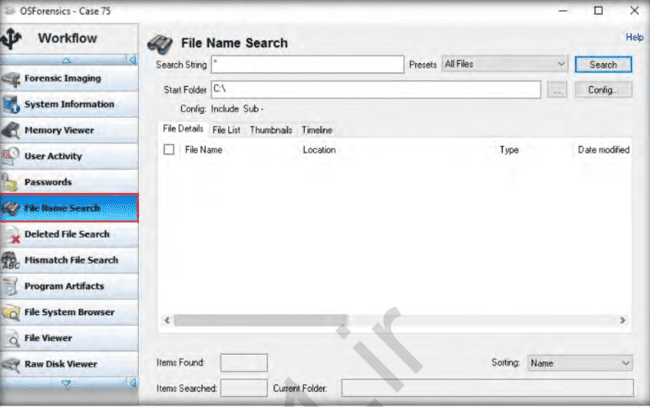 OSForensics - Case 75
Workflow
Forensic Imaging
System Information
Memory Viewer
User Activity
Passwords
File Name Search
Deleted File Search
Mismatch File Search
Program Artifacts
File System Browser
File Viewer
Raw Disk Viewer
File Name Search
Help
Search String * Presets All Files Search
Start Folder C:\ ... Config...
Config: Include Sub -
File Details File List Thumbnails Timeline
File Name Location Type Date modified
Items Found: Sorting: Name
Items Searched: Current Folder:
.ir